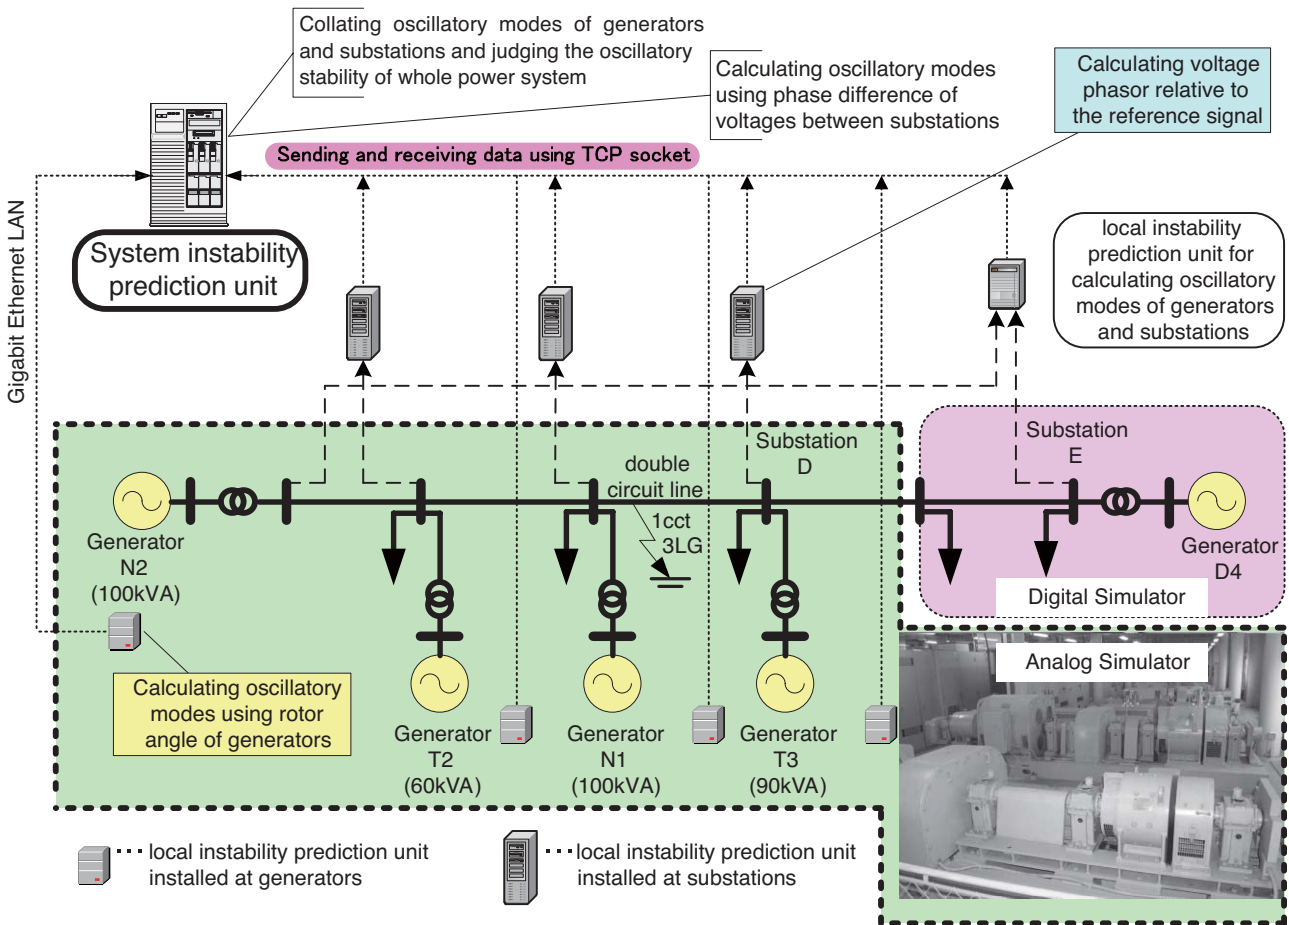 Collating oscillatory modes of generators
and substations and judging the oscillatory
stability of whole power system
Calculating oscillatory modes
using phase difference of
voltages between substations
Calculating voltage
phasor relative to
the reference signal
Sending and receiving data using TCP socket
Gigabit Ethernet LAN
System instability
prediction unit
local instability
prediction unit for
calculating oscillatory
modes of generators
and substations
Substation
D
Substation
E
double
circuit line
1cct
3LG
Generator
N2
(100kVA)
Generator
D4
Digital Simulator
Analog Simulator
Calculating oscillatory
modes using rotor
angle of generators
Generator
T2
(60kVA)
Generator
N1
(100kVA)
Generator
T3
(90kVA)
local instability prediction unit
installed at generators
local instability prediction unit
installed at substations